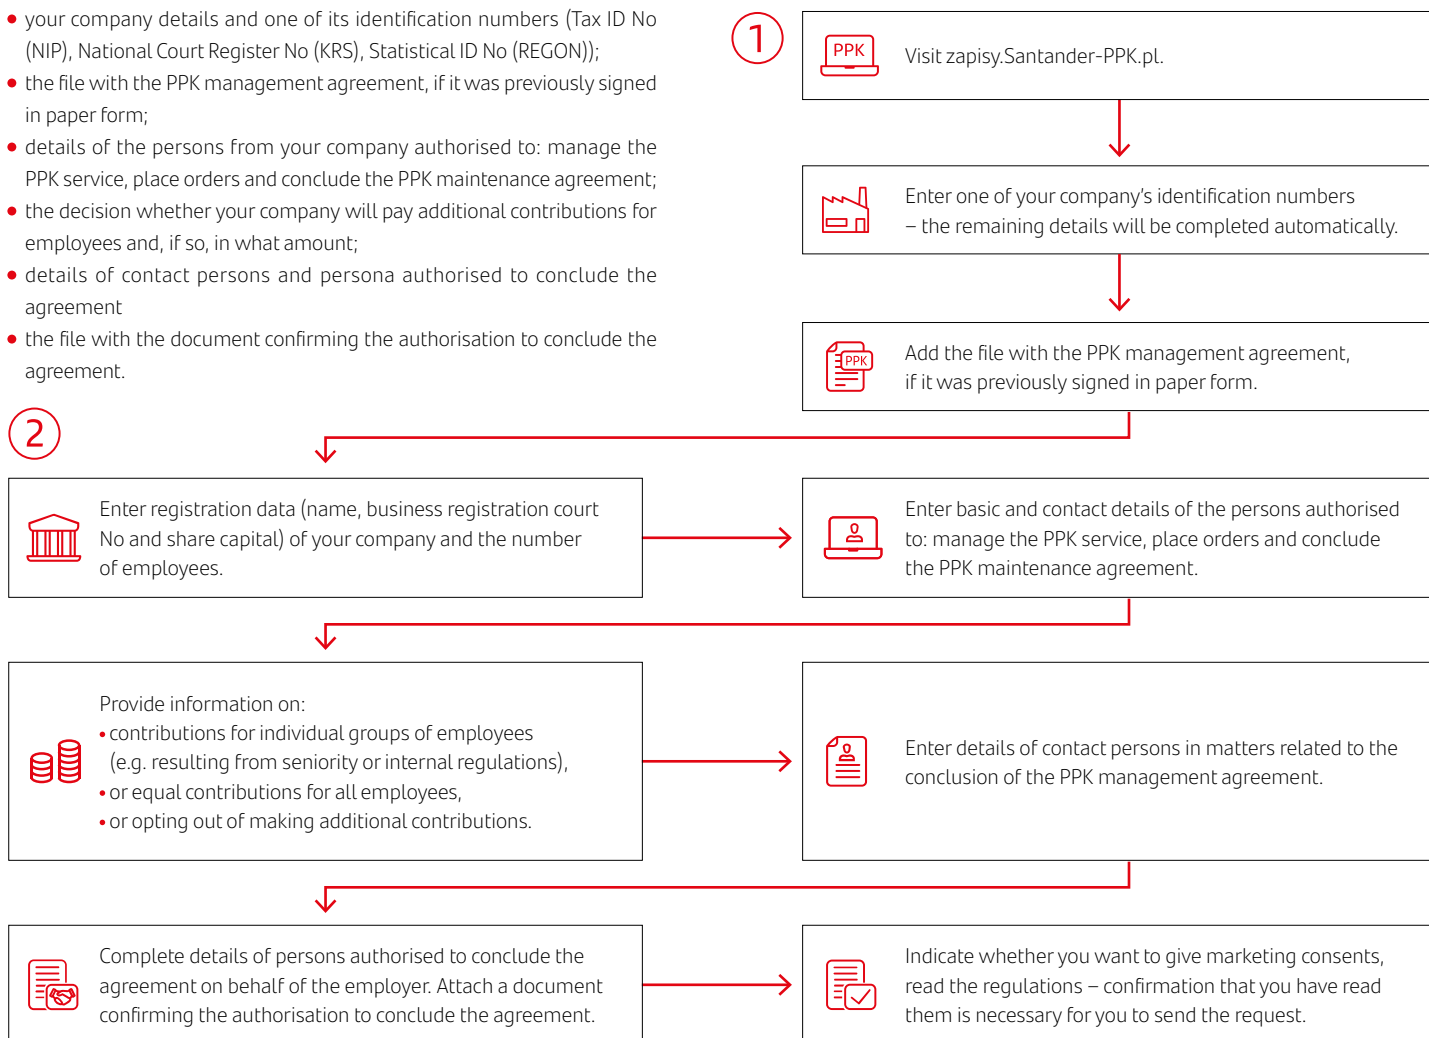 • your company details and one of its identification numbers (Tax ID No
(NIP), National Court Register No (KRS), Statistical ID No (REGON));
• the file with the PPK management agreement, if it was previously signed
in paper form;
• details of the persons from your company authorised to: manage the
PPK service, place orders and conclude the PPK maintenance agreement;
• the decision whether your company will pay additional contributions for
employees and, if so, in what amount;
• details of contact persons and persona authorised to conclude the
agreement
• the file with the document confirming the authorisation to conclude the
agreement.
1
PPK
Visit zapisy.Santander-PPK.pl.
Enter one of your company's identification numbers
– the remaining details will be completed automatically.
PPK
Add the file with the PPK management agreement,
if it was previously signed in paper form.
2
Enter registration data (name, business registration court
No and share capital) of your company and the number
of employees.
Enter basic and contact details of the persons authorised
to: manage the PPK service, place orders and conclude
the PPK maintenance agreement.
Provide information on:
• contributions for individual groups of employees
(e.g. resulting from seniority or internal regulations),
• or equal contributions for all employees,
• or opting out of making additional contributions.
Enter details of contact persons in matters related to the
conclusion of the PPK management agreement.
Complete details of persons authorised to conclude the
agreement on behalf of the employer. Attach a document
confirming the authorisation to conclude the agreement.
Indicate whether you want to give marketing consents,
read the regulations – confirmation that you have read
them is necessary for you to send the request.